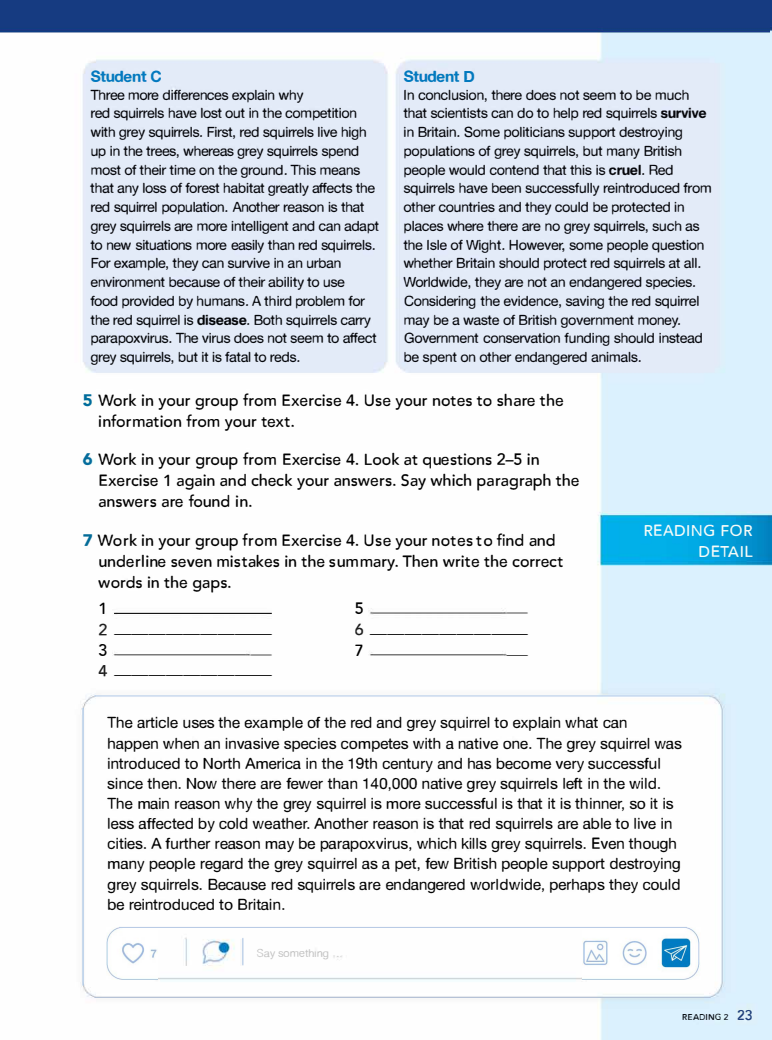 Student C
Three more differences explain why
red squirrels have lost out in the competition
with grey squirrels. First, red squirrels live high
up in the trees, whereas grey squirrels spend
most of their time on the ground. This means
that any loss of forest habitat greatly affects the
red squirrel population. Another reason is that
grey squirrels are more intelligent and can adapt
to new situations more easily than red squirrels.
For example, they can survive in an urban
environment because of their ability to use
food provided by humans. A third problem for
the red squirrel is disease. Both squirrels carry
parapoxvirus. The virus does not seem to affect
grey squirrels, but it is fatal to reds.
Student D
In conclusion, there does not seem to be much
that scientists can do to help red squirrels survive
in Britain. Some politicians support destroying
populations of grey squirrels, but many British
people would contend that this is cruel. Red
squirrels have been successfully reintroduced from
other countries and they could be protected in
places where there are no grey squirrels, such as
the Isle of Wight. However, some people question
whether Britain should protect red squirrels at all.
Worldwide, they are not an endangered species.
Considering the evidence, saving the red squirrel
may be a waste of British government money.
Government conservation funding should instead
be spent on other endangered animals.
5 Work in your group from Exercise 4. Use your notes to share the
information from your text.
6 Work in your group from Exercise 4. Look at questions 2–5 in
Exercise 1 again and check your answers. Say which paragraph the
answers are found in.
READING FOR
DETAIL
7 Work in your group from Exercise 4. Use your notes to find and
underline seven mistakes in the summary. Then write the correct
words in the gaps.
1
2
3
4
5
6
7
The article uses the example of the red and grey squirrel to explain what can
happen when an invasive species competes with a native one. The grey squirrel was
introduced to North America in the 19th century and has become very successful
since then. Now there are fewer than 140,000 native grey squirrels left in the wild.
The main reason why the grey squirrel is more successful is that it is thinner, so it is
less affected by cold weather. Another reason is that red squirrels are able to live in
cities. A further reason may be parapoxvirus, which kills grey squirrels. Even though
many people regard the grey squirrel as a pet, few British people support destroying
grey squirrels. Because red squirrels are endangered worldwide, perhaps they could
be reintroduced to Britain.
7
Say something ...
READING 2 23